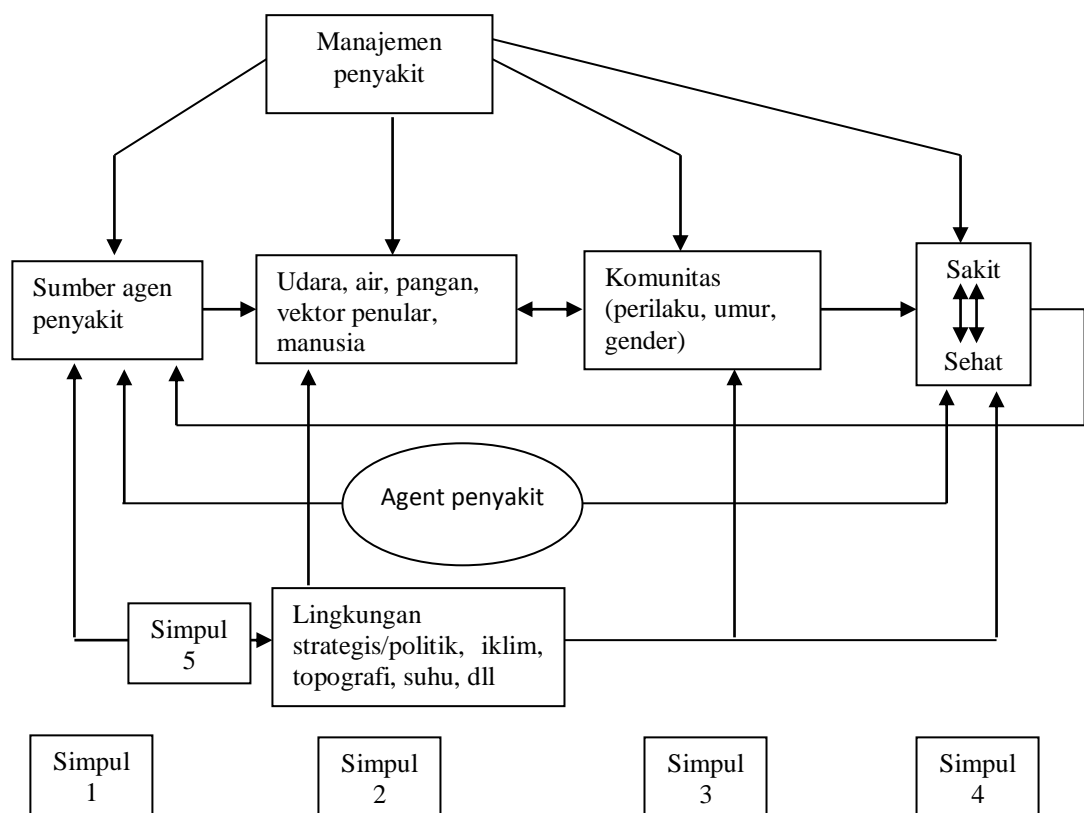 Manajemen
penyakit
Sumber agen
penyakit
Udara, air, pangan,
vektor penular,
manusia
Komunitas
(perilaku, umur,
gender)
Sakit
Sehat
Agent penyakit
Simpul
5
Lingkungan
strategis/politik, iklim,
topografi, suhu, dll
Simpul
1
Simpul
2
Simpul
3
Simpul
4